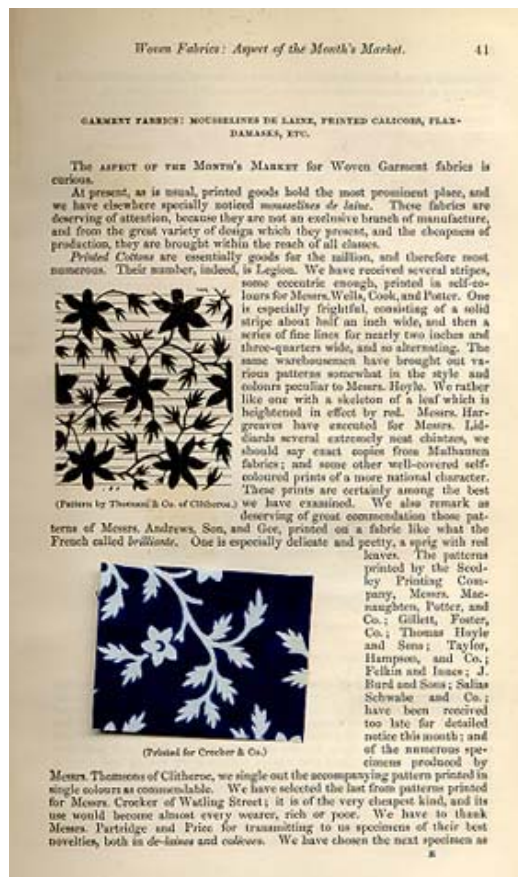 Woven Fabrics: Aspect of the Month's Market. 41
GARMENT FABRICS: MOUSSELINES DE LAINE, PRINTED CALICOES, FLAX-
DAMASKS, ETC.
The ASPECT OF THE MONTH'S MARKET for Woven Garment fabrics is
curious.
At present, as is usual, printed goods hold the most prominent place, and
we have elsewhere specially noticed mousselines de laine. These fabrics are
deserving of attention, because they are not an exclusive branch of manufacture,
and from the great variety of design which they present, and the cheapness of
production, they are brought within the reach of all classes.
Printed Cottons are essentially goods for the million, and therefore most
numerous. Their number, indeed, is Legion. We have received several stripes,
some eccentric enough, printed in self-co-
lours for Messrs. Wells, Cook, and Potter. One
is especially frightful, consisting of a solid
stripe about half an inch wide, and then a
series of fine lines for nearly two inches and
three-quarters wide, and so alternating. The
same warehousemen have brought out va-
rious patterns somewhat in the style and
colours peculiar to Messrs. Hoyle. We rather
like one with a skeleton of a leaf which is
heightened in effect by red. Messrs. Har-
greaves have executed for Messrs. Lid-
diards several extremely neat chintzes, we
should say exact copies from Mulhausen
fabrics; and some other well-covered self-
coloured prints of a more national character.
These prints are certainly among the best
(Pattern by Thomson & Co. of Clitheroe.) we have examined. We also remark as
deserving of great commendation those pat-
terns of Messrs. Andrews, Son, and Gee, printed on a fabric like what the
French called brilliante. One is especially delicate and pretty, a sprig with red
leaves. The patterns
printed by the Seed-
ley Printing Com-
pany, Messrs. Mac-
naughten, Potter, and
Co.; Gillett, Foster,
Co.; Thomas Hoyle
and Sons; Taylor,
Hampson, and Co.;
Felkin and Innes; J.
Burd and Sons; Salias
Schwabe and Co.;
have been received
too late for detailed
notice this month; and
of the numerous spe-
cimens produced by
(Printed for Crocker & Co.)
Messrs. Thomsons of Clitheroe, we single out the accompanying pattern printed in
single colours as commendable. We have selected the last from patterns printed
for Messrs. Crocker of Watling Street; it is of the very cheapest kind, and its
use would become almost every wearer, rich or poor. We have to thank
Messrs. Partridge and Price for transmitting to us specimens of their best
novelties, both in de-laines and calicoes. We have chosen the next specimen as